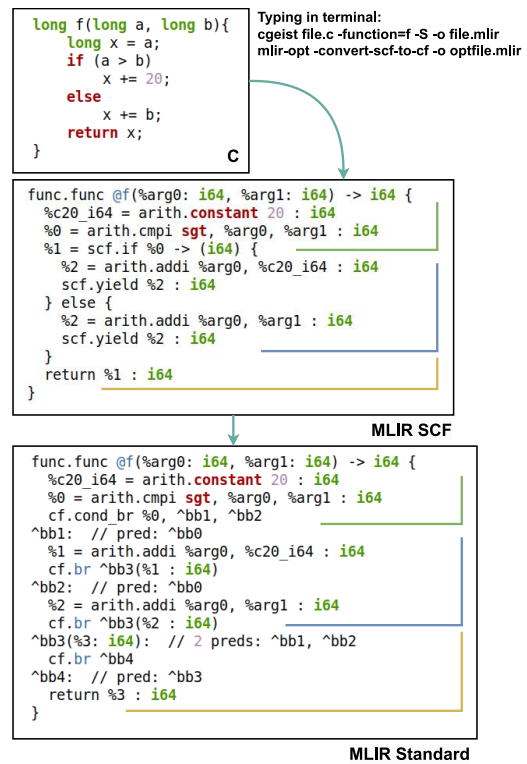 long f(long a, long b){
    long x = a;
    if (a > b)
        x += 20;
    else
        x += b;
    return x;
}
C
Typing in terminal:
cgeist file.c -function=f -S -o file.mlir
mlir-opt -convert-scf-to-cf -o optfile.mlir
func.func @f(%arg0: i64, %arg1: i64) -> i64 {
  %c20_i64 = arith.constant 20 : i64
  %0 = arith.cmpi sgt, %arg0, %arg1 : i64
  %1 = scf.if %0 -> (i64) {
    %2 = arith.addi %arg0, %c20_i64 : i64
    scf.yield %2 : i64
  } else {
    %2 = arith.addi %arg0, %arg1 : i64
    scf.yield %2 : i64
  }
  return %1 : i64
}
MLIR SCF
func.func @f(%arg0: i64, %arg1: i64) -> i64 {
  %c20_i64 = arith.constant 20 : i64
  %0 = arith.cmpi sgt, %arg0, %arg1 : i64
  cf.cond_br %0, ^bb1, ^bb2
^bb1:  // pred: ^bb0
  %1 = arith.addi %arg0, %c20_i64 : i64
  cf.br ^bb3(%1 : i64)
^bb2:  // pred: ^bb0
  %2 = arith.addi %arg0, %arg1 : i64
  cf.br ^bb3(%2 : i64)
^bb3(%3: i64):  // 2 preds: ^bb1, ^bb2
  cf.br ^bb4
^bb4:  // pred: ^bb3
  return %3 : i64
}
MLIR Standard